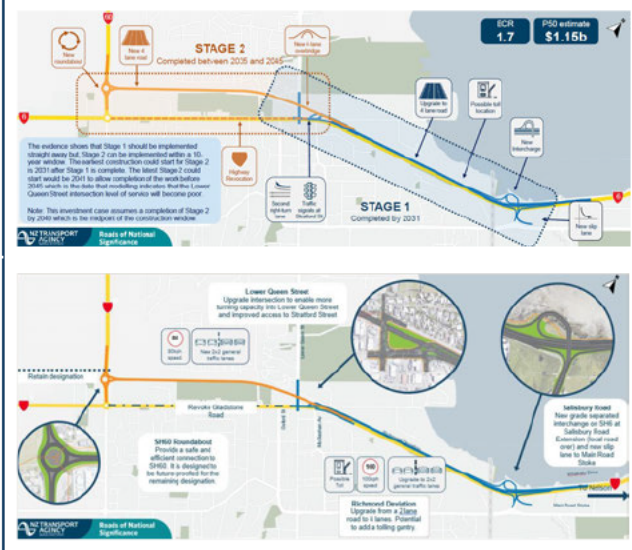 60
BCR
1.7
P50 estimate
$1.15b
STAGE 2
Completed between 2035 and 2045
New
roundabout
New 4
lane road
New 4 lane
overbridge
6
Upgrade to
4 lane road
Possible toll
location
New
Interchange
The evidence shows that Stage 1 should be implemented
straight away but, Stage 2 can be implemented within a 10-
year window. The earliest construction could start for Stage 2
is 2031 after Stage 1 is complete. The latest Stage 2 could
start would be 2041 to allow completion of the work before
2045 which is the date that modelling indicates that the Lower
Queen Street intersection level of service will become poor.
Note: This investment case assumes a completion of Stage 2
by 2040 which is the midpoint of the construction window
Highway
Revocation
Second
right-turn
lane
Traffic
signals at
Stratford St
STAGE 1
Completed by 2031
6
New slip
lane
NZ TRANSPORT
AGENCY
Roads of National
Significance
Lower Queen Street
Upgrade intersection to enable more
turning capacity into Lower Queen Street
and improved access to Stratford Street
80kph
speed
New 2x2 general
traffic lanes
Retain designation
Revoke Gladstone
Road
SH60 Roundabout
Provide a safe and
efficient connection to
SH60. It is designed to
be future proofed for the
remaining designation.
Salisbury Road
New grade separated
interchange on SH6 at
Salisbury Road
Extension (local road
over) and new slip
lane to Main Road
Stoke
Possible
Toll
100
100kph
speed
Upgrade to 2x2
general traffic lanes
Richmond Deviation
Upgrade from a 2 lane
road to 4 lanes. Potential
to add a tolling gantry.
To Nelson
Main Road Stoke
NZ TRANSPORT
AGENCY
Roads of National
Significance